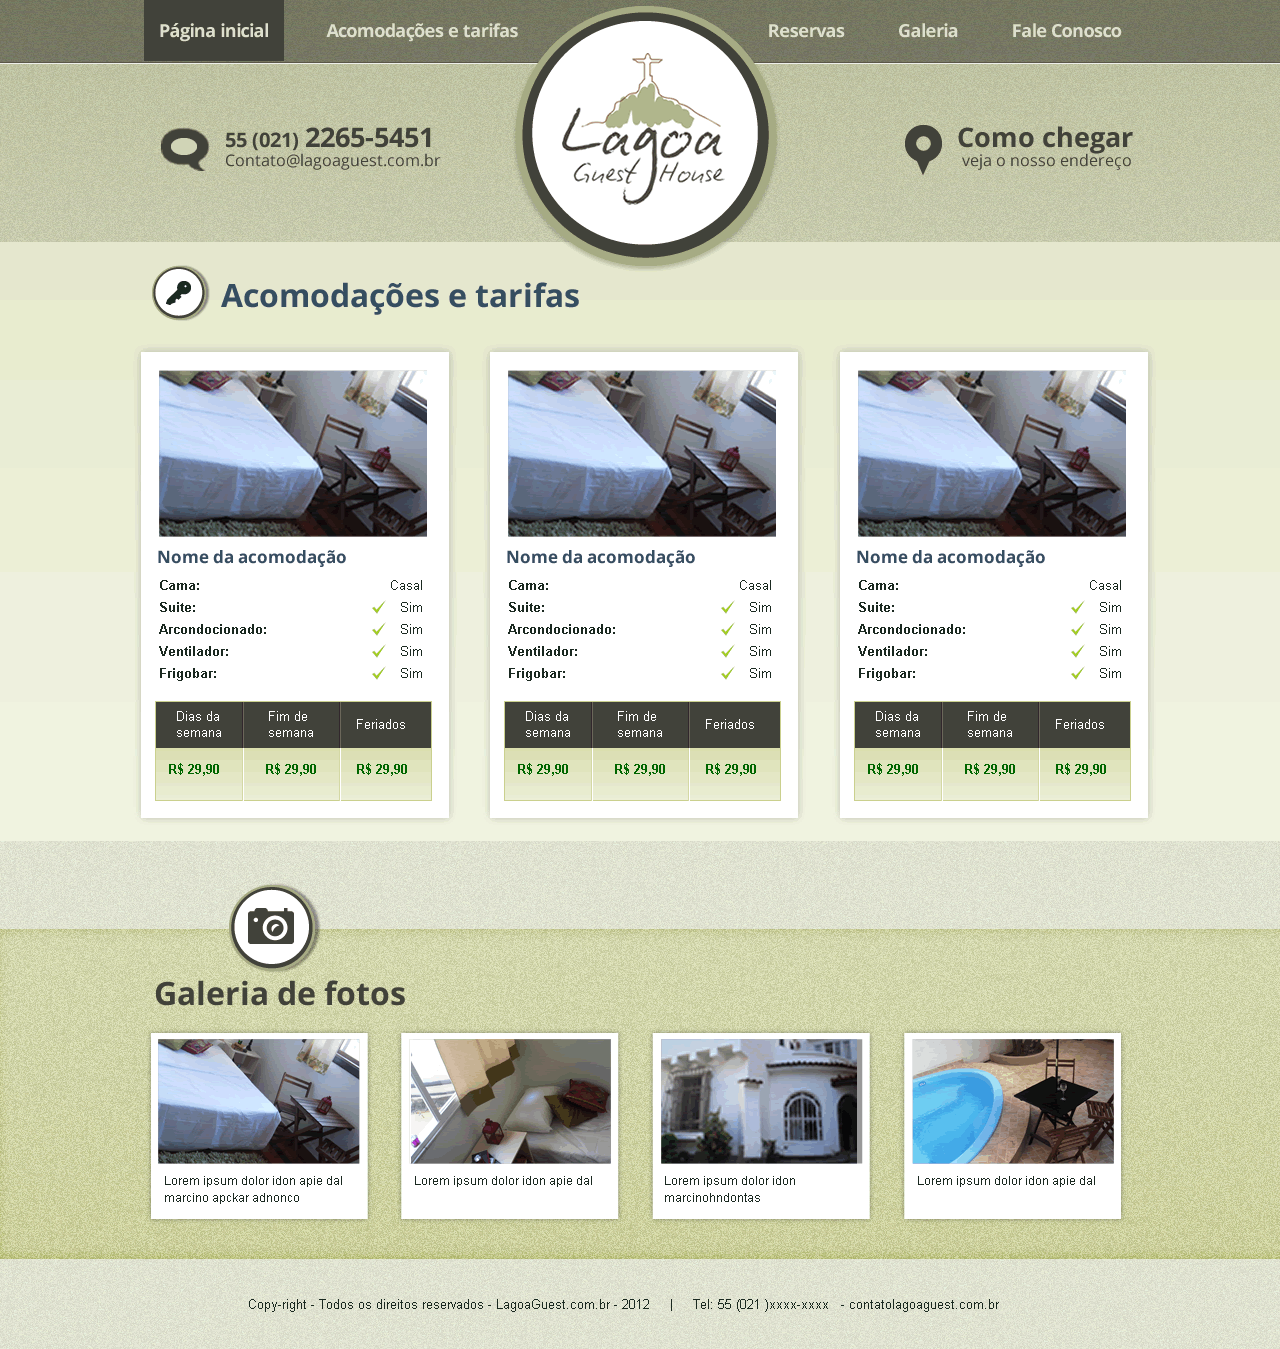 Página inicial Acomodações e tarifas Reservas Galeria Fale Conosco
Lagoa
Guest House
55 (021) 2265-5451
Contato@lagoaguest.com.br
Como chegar
veja o nosso endereço
Acomodações e tarifas
Nome da acomodação
Cama: Casal
Suite: Sim
Arcondocionado: Sim
Ventilador: Sim
Frigobar: Sim
Dias da semana Fim de semana Feriados
R$ 29,90 R$ 29,90 R$ 29,90
Nome da acomodação
Cama: Casal
Suite: Sim
Arcondocionado: Sim
Ventilador: Sim
Frigobar: Sim
Dias da semana Fim de semana Feriados
R$ 29,90 R$ 29,90 R$ 29,90
Nome da acomodação
Cama: Casal
Suite: Sim
Arcondocionado: Sim
Ventilador: Sim
Frigobar: Sim
Dias da semana Fim de semana Feriados
R$ 29,90 R$ 29,90 R$ 29,90
Galeria de fotos
Lorem ipsum dolor idon apie dal
marcino apckar adnonco
Lorem ipsum dolor idon apie dal
Lorem ipsum dolor idon
marcinohndontas
Lorem ipsum dolor idon apie dal
Copy-right - Todos os direitos reservados - LagoaGuest.com.br - 2012 | Tel: 55 (021 )xxxx-xxxx - contatolagoaguest.com.br